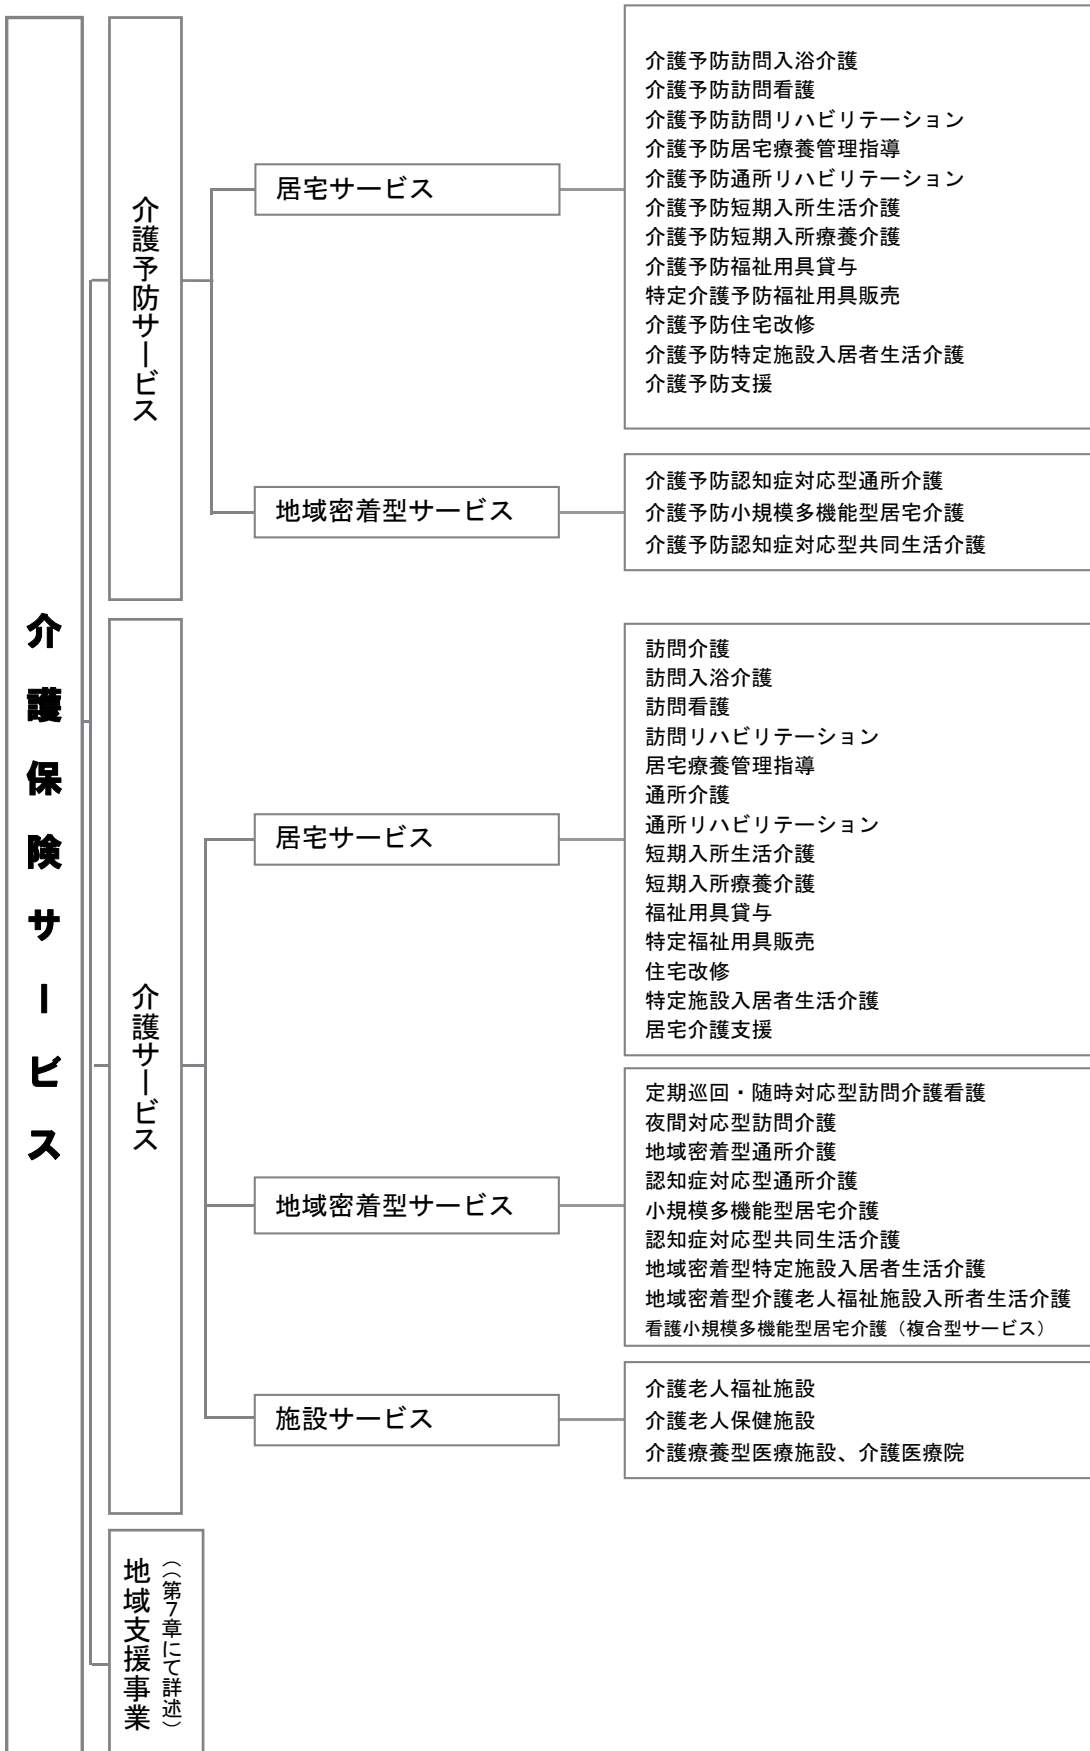 介護保険サービス
介護予防サービス
居宅サービス
介護予防訪問入浴介護
介護予防訪問看護
介護予防訪問リハビリテーション
介護予防居宅療養管理指導
介護予防通所リハビリテーション
介護予防短期入所生活介護
介護予防短期入所療養介護
介護予防福祉用具貸与
特定介護予防福祉用具販売
介護予防住宅改修
介護予防特定施設入居者生活介護
介護予防支援
地域密着型サービス
介護予防認知症対応型通所介護
介護予防小規模多機能型居宅介護
介護予防認知症対応型共同生活介護
介護サービス
居宅サービス
訪問介護
訪問入浴介護
訪問看護
訪問リハビリテーション
居宅療養管理指導
通所介護
通所リハビリテーション
短期入所生活介護
短期入所療養介護
福祉用具貸与
特定福祉用具販売
住宅改修
特定施設入居者生活介護
居宅介護支援
地域密着型サービス
定期巡回・随時対応型訪問介護看護
夜間対応型訪問介護
地域密着型通所介護
認知症対応型通所介護
小規模多機能型居宅介護
認知症対応型共同生活介護
地域密着型特定施設入居者生活介護
地域密着型介護老人福祉施設入所者生活介護
看護小規模多機能型居宅介護（複合型サービス）
施設サービス
介護老人福祉施設
介護老人保健施設
介護療養型医療施設、介護医療院
地域支援事業
（（第7章にて詳述）